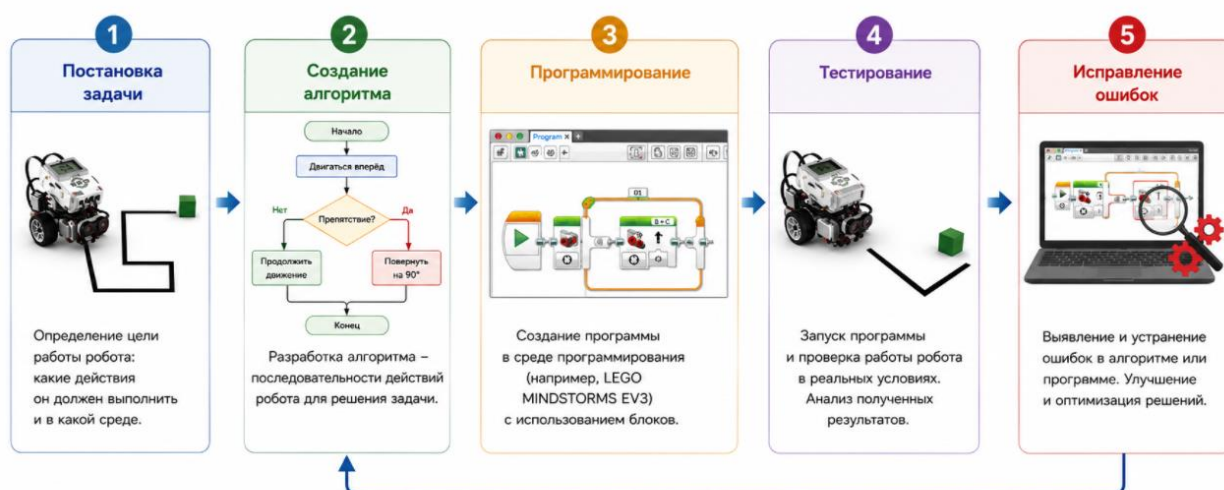 1
Постановка
задачи
Определение цели
работы робота:
какие действия
он должен выполнить
и в какой среде.
2
Создание
алгоритма
Начало
Двигаться вперёд
Нет
Препятствие?
Да
Продолжить
движение
Повернуть
на 90°
Конец
Разработка алгоритма –
последовательности действий
робота для решения задачи.
3
Программирование
Program
01
B + C
Создание программы
в среде программирования
(например, LEGO
MINDSTORMS EV3)
с использованием блоков.
4
Тестирование
Запуск программы
и проверка работы робота
в реальных условиях.
Анализ полученных
результатов.
5
Исправление
ошибок
Выявление и устранение
ошибок в алгоритме или
программе. Улучшение
и оптимизация решений.